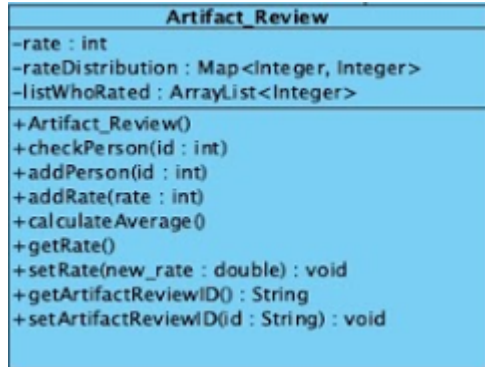 Artifact_Review
-rate : int
-rateDistribution : Map<Integer, Integer>
-listWhoRated : ArrayList<Integer>
+Artifact_Review()
+checkPerson(id : int)
+addPerson(id : int)
+addRate(rate : int)
+calculateAverage()
+getRate()
+setRate(new_rate : double) : void
+getArtifactReviewID() : String
+setArtifactReviewID(id : String) : void